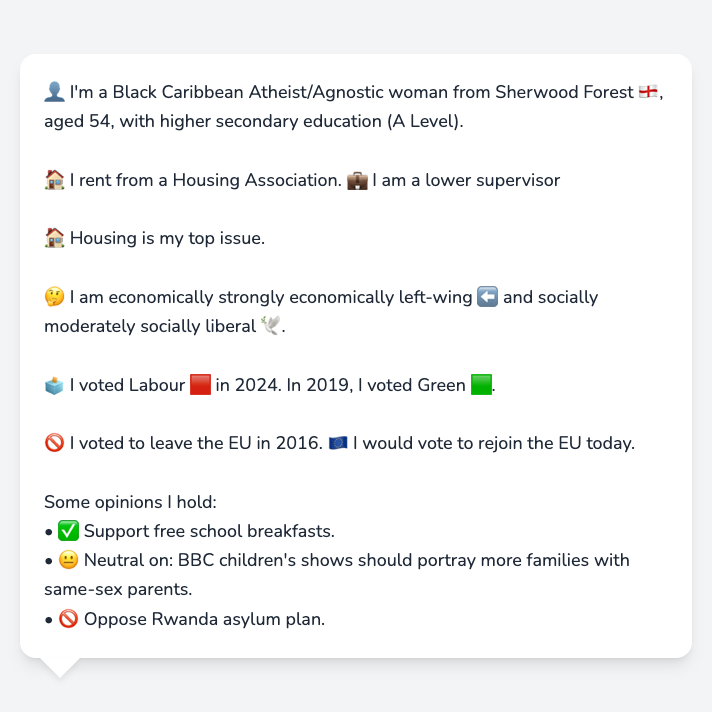 👤 I'm a Black Caribbean Atheist/Agnostic woman from Sherwood Forest 🏴󠁧󠁢󠁥󠁮󠁧󠁿,
aged 54, with higher secondary education (A Level).
🏠 I rent from a Housing Association. 💼 I am a lower supervisor
🏠 Housing is my top issue.
🤔 I am economically strongly economically left-wing ⬅️ and socially
moderately socially liberal 🕊️.
🗳️ I voted Labour 🟥 in 2024. In 2019, I voted Green 🟩.
🚫 I voted to leave the EU in 2016. 🇪🇺 I would vote to rejoin the EU today.
Some opinions I hold:
• ✅ Support free school breakfasts.
• 😐 Neutral on: BBC children's shows should portray more families with
same-sex parents.
• 🚫 Oppose Rwanda asylum plan.